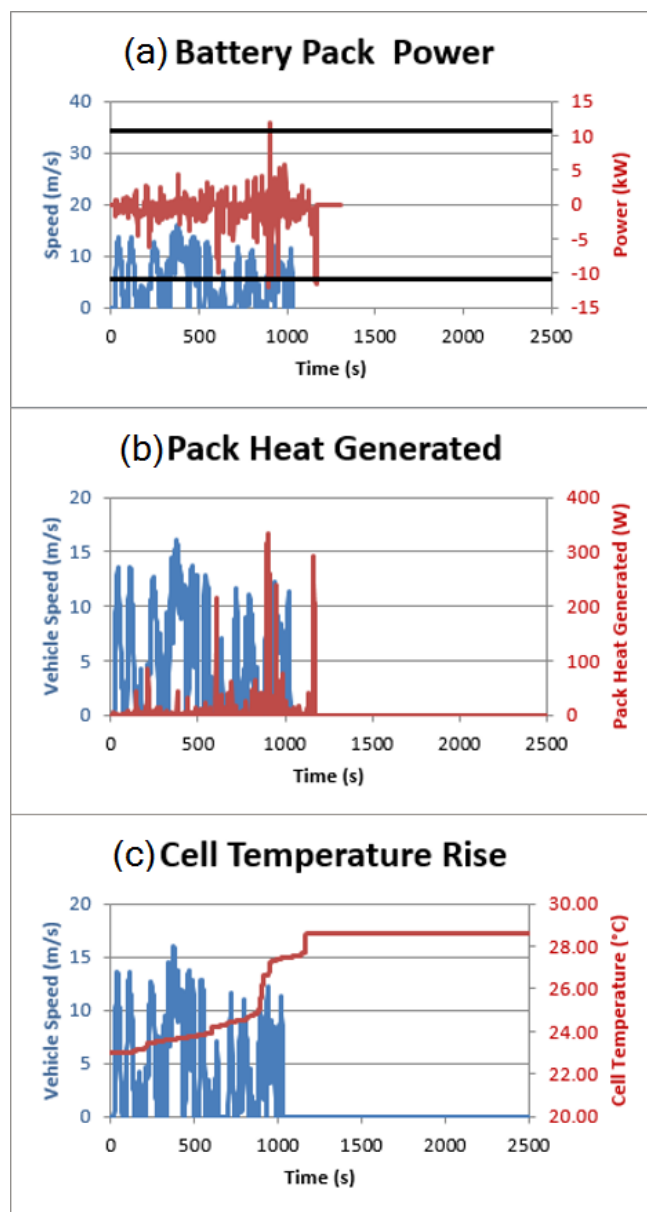 (a) Battery Pack Power
40
30
20
10
0
Speed (m/s)
15
10
5
0
-5
-10
-15
Power (kW)
0 500 1000 1500 2000 2500
Time (s)
(b) Pack Heat Generated
20
15
10
5
0
Vehicle Speed (m/s)
400
300
200
100
0
Pack Heat Generated (W)
0 500 1000 1500 2000 2500
Time (s)
(c) Cell Temperature Rise
20
15
10
5
0
Vehicle Speed (m/s)
30.00
28.00
26.00
24.00
22.00
20.00
Cell Temperature (°C)
0 500 1000 1500 2000 2500
Time (s)